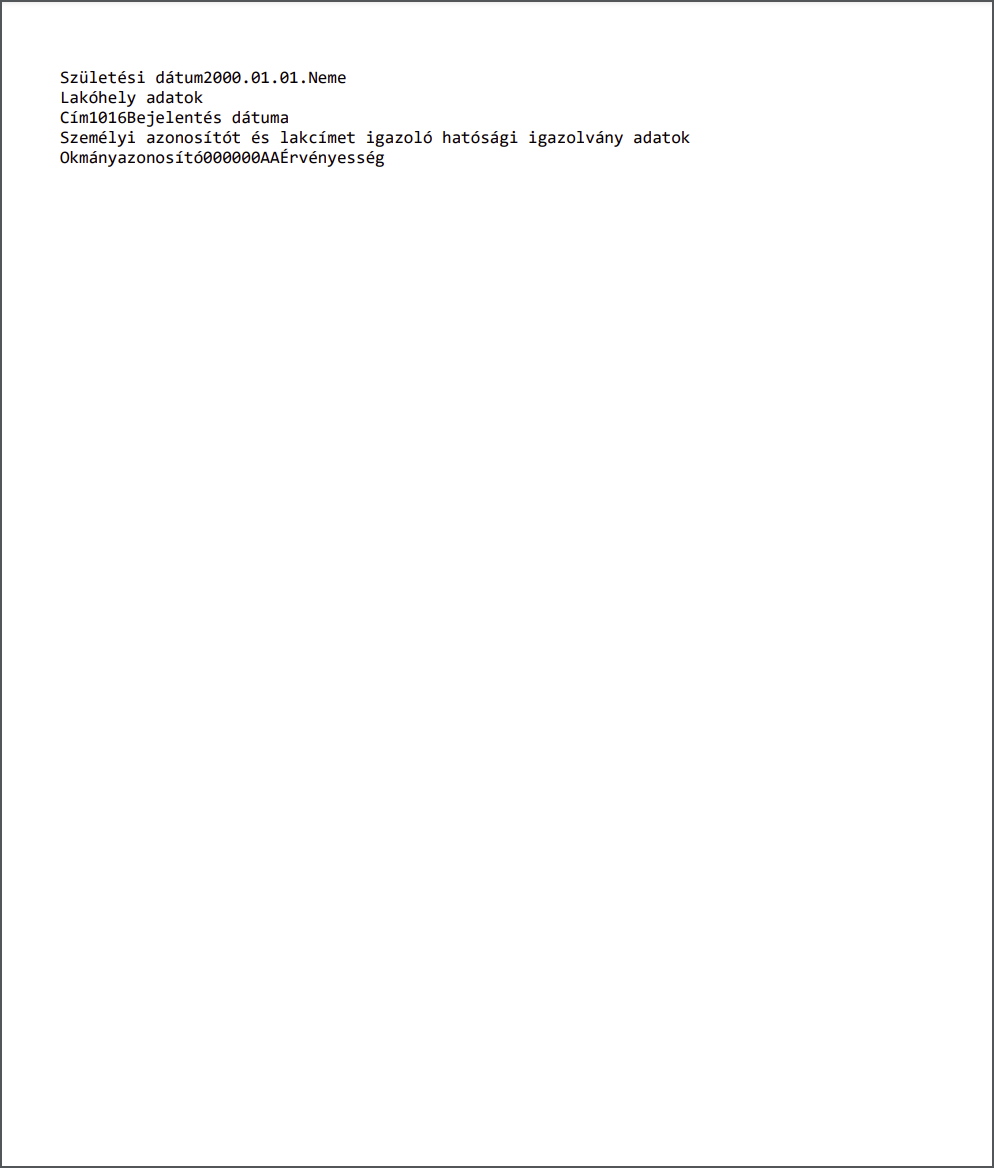 Születési dátum2000.01.01.Neme
Lakóhely adatok
Cím1016Bejelentés dátuma
Személyi azonosítót és lakcímet igazoló hatósági igazolvány adatok
Okmányazonosító000000AAÉrvényesség